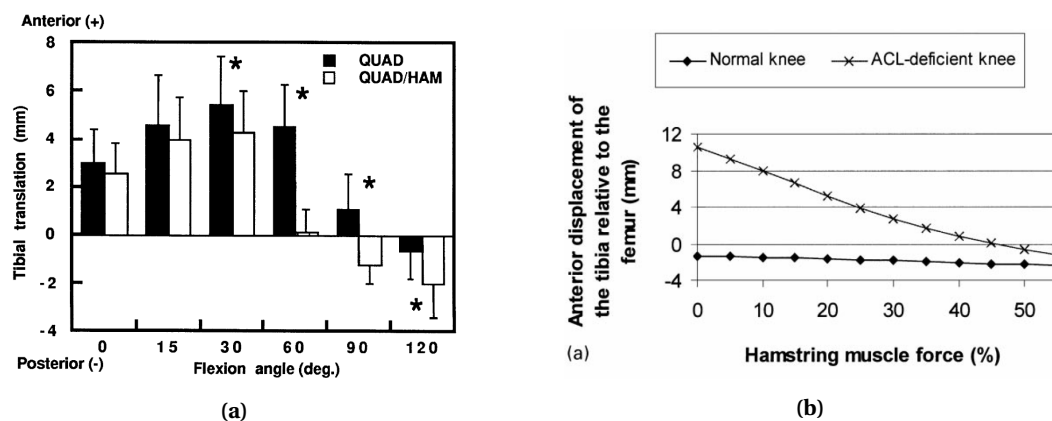 Anterior (+)
8
6
4
2
0
-2
-4
Tibial translation (mm)
QUAD
QUAD/HAM
*
*
*
*
0 15 30 60 90 120
Posterior (-)
Flexion angle (deg.)
(a)
Normal knee ACL-deficient knee
Anterior displacement of
the tibia relative to the
femur (mm)
12
8
4
0
-4
0 10 20 30 40 50
(a)
Hamstring muscle force (%)
(b)